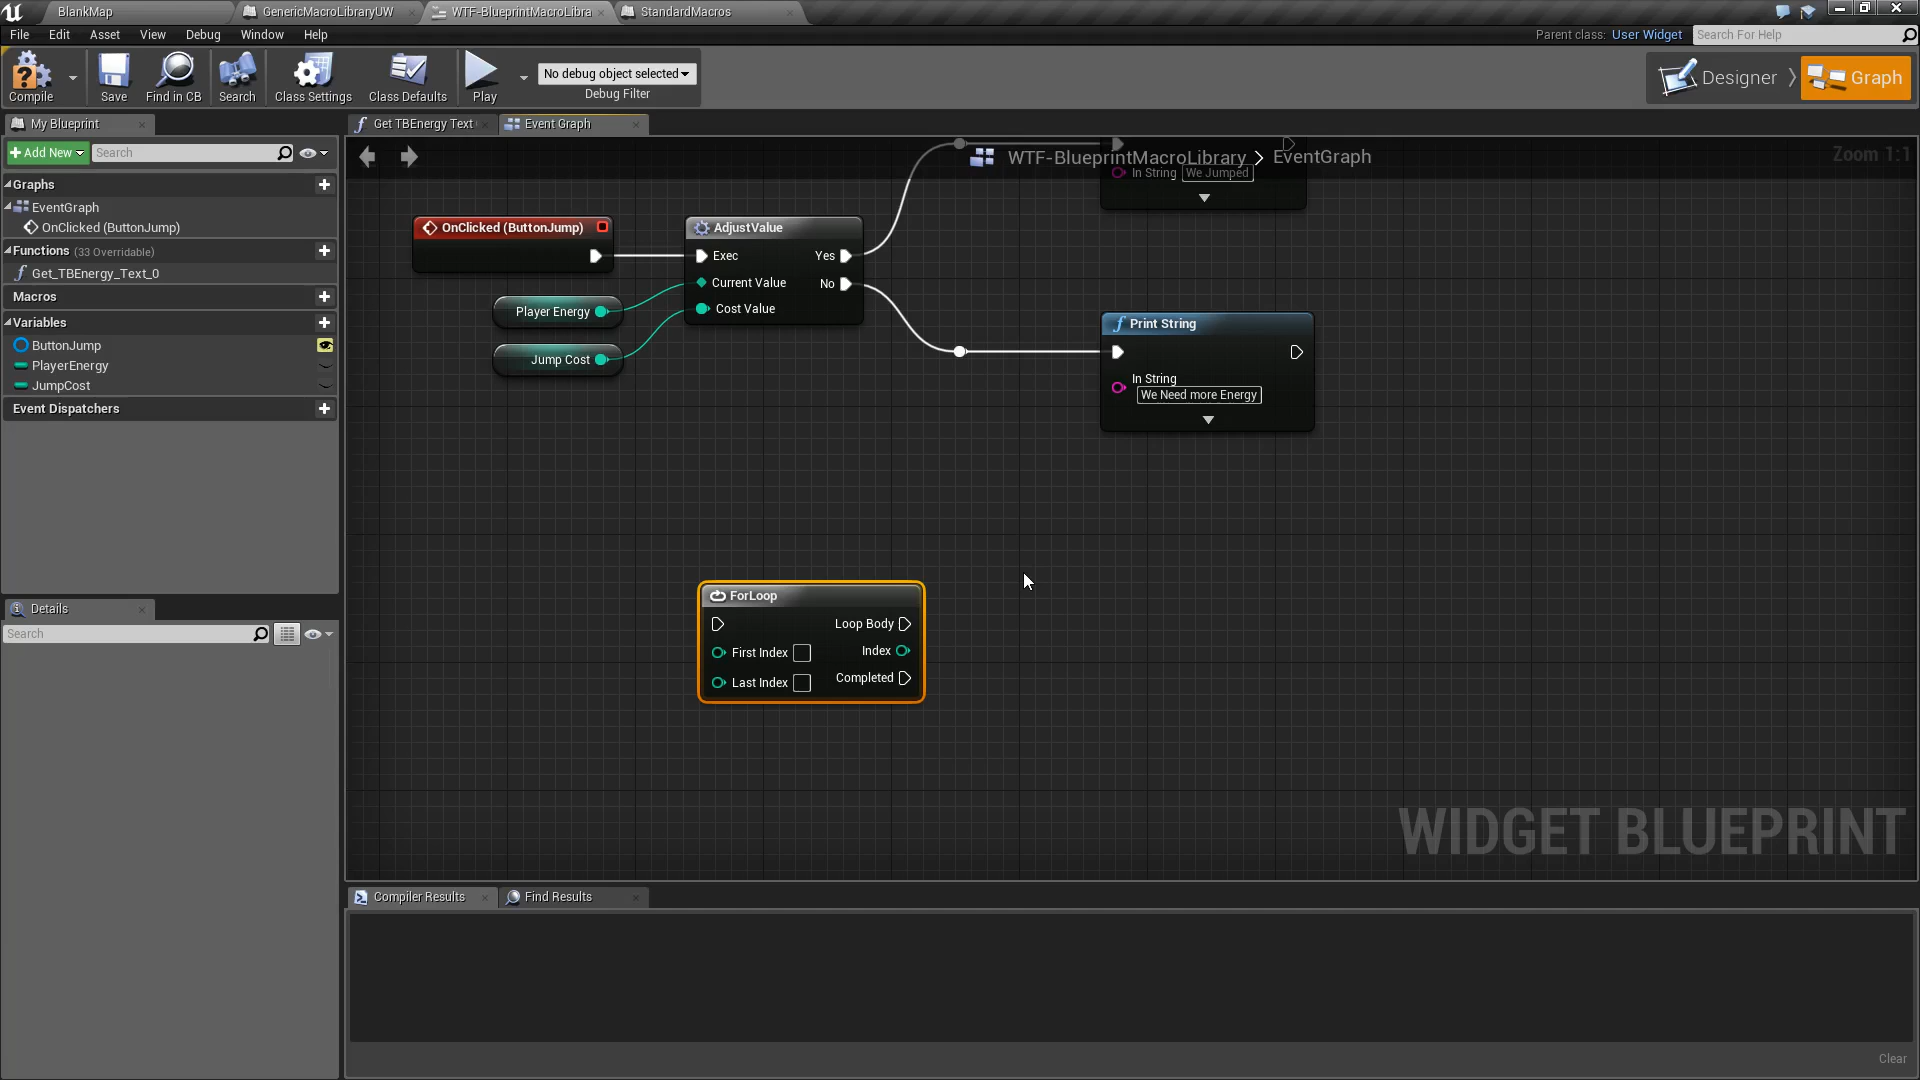 BlankMap
GenericMacroLibraryUW
WTF-BlueprintMacroLibra
StandardMacros
File Edit Asset View Debug Window Help
Parent class: User Widget
Search For Help
Compile
Save
Find in CB
Search
Class Settings
Class Defaults
Play
No debug object selected
Debug Filter
Designer
Graph
My Blueprint
Add New
Search
Graphs
EventGraph
OnClicked (ButtonJump)
Functions (33 Overridable)
Get_TBEnergy_Text_0
Macros
Variables
ButtonJump
PlayerEnergy
JumpCost
Event Dispatchers
Details
Search
Get TBEnergy Text
Event Graph
WTF-BlueprintMacroLibrary > EventGraph
Zoom 1:1
In String We Jumped
OnClicked (ButtonJump)
AdjustValue
Exec Yes
Current Value No
Cost Value
Player Energy
Jump Cost
Print String
In String
We Need more Energy
ForLoop
Loop Body
First Index Index
Last Index Completed
WIDGET BLUEPRINT
Compiler Results
Find Results
Clear